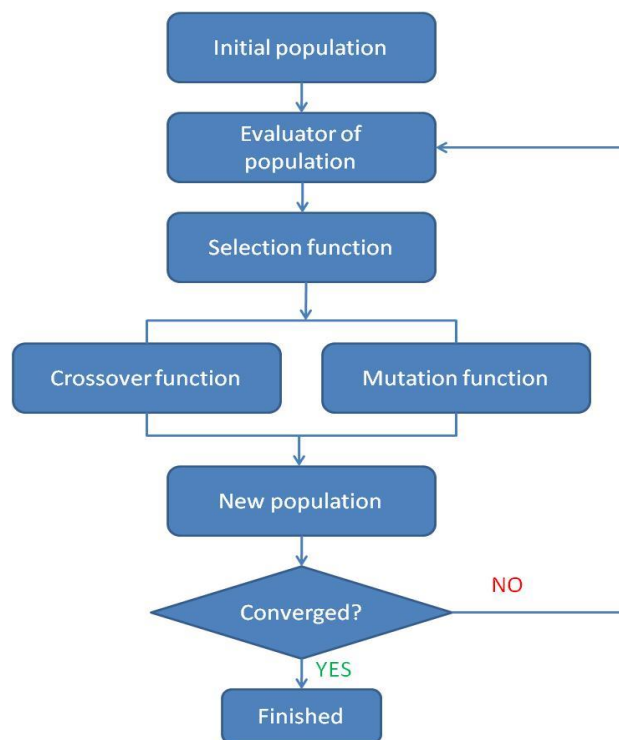 Initial population
Evaluator of
population
Selection function
Crossover function
Mutation function
New population
Converged?
NO
YES
Finished